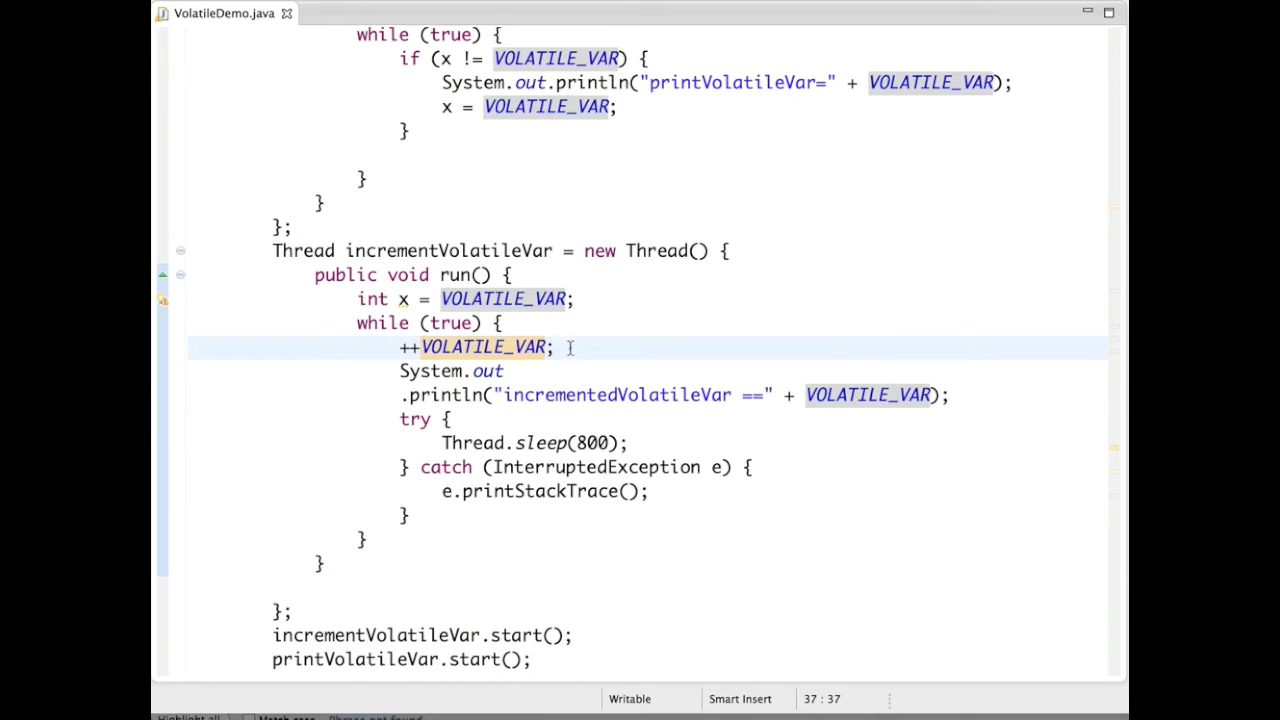 VolatileDemo.java
while (true) {
if (x != VOLATILE_VAR) {
System.out.println("printVolatileVar=" + VOLATILE_VAR);
x = VOLATILE_VAR;
}
}
}
};
Thread incrementVolatileVar = new Thread() {
public void run() {
int x = VOLATILE_VAR;
while (true) {
++VOLATILE_VAR;
System.out
.println("incrementedVolatileVar ==" + VOLATILE_VAR);
try {
Thread.sleep(800);
} catch (InterruptedException e) {
e.printStackTrace();
}
}
}
};
incrementVolatileVar.start();
printVolatileVar.start();
Writable Smart Insert 37 : 37